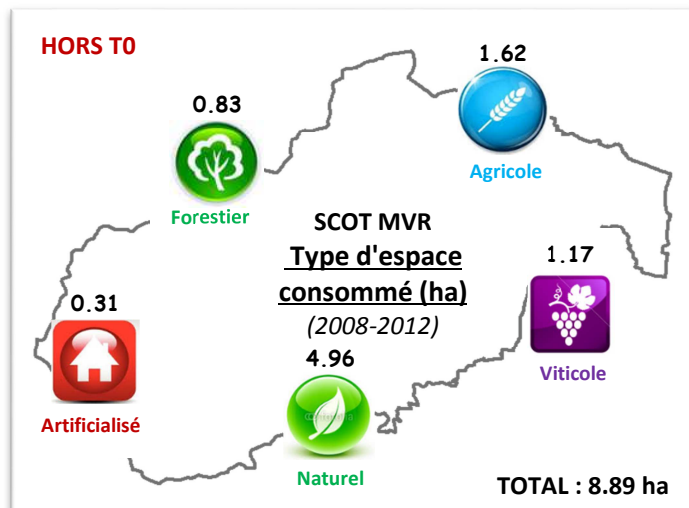 HORS T0
1.62
0.83
Agricole
Forestier
SCOT MVR
Type d'espace
consommé (ha)
(2008-2012)
1.17
0.31
4.96
Viticole
Artificialisé
Naturel
TOTAL : 8.89 ha